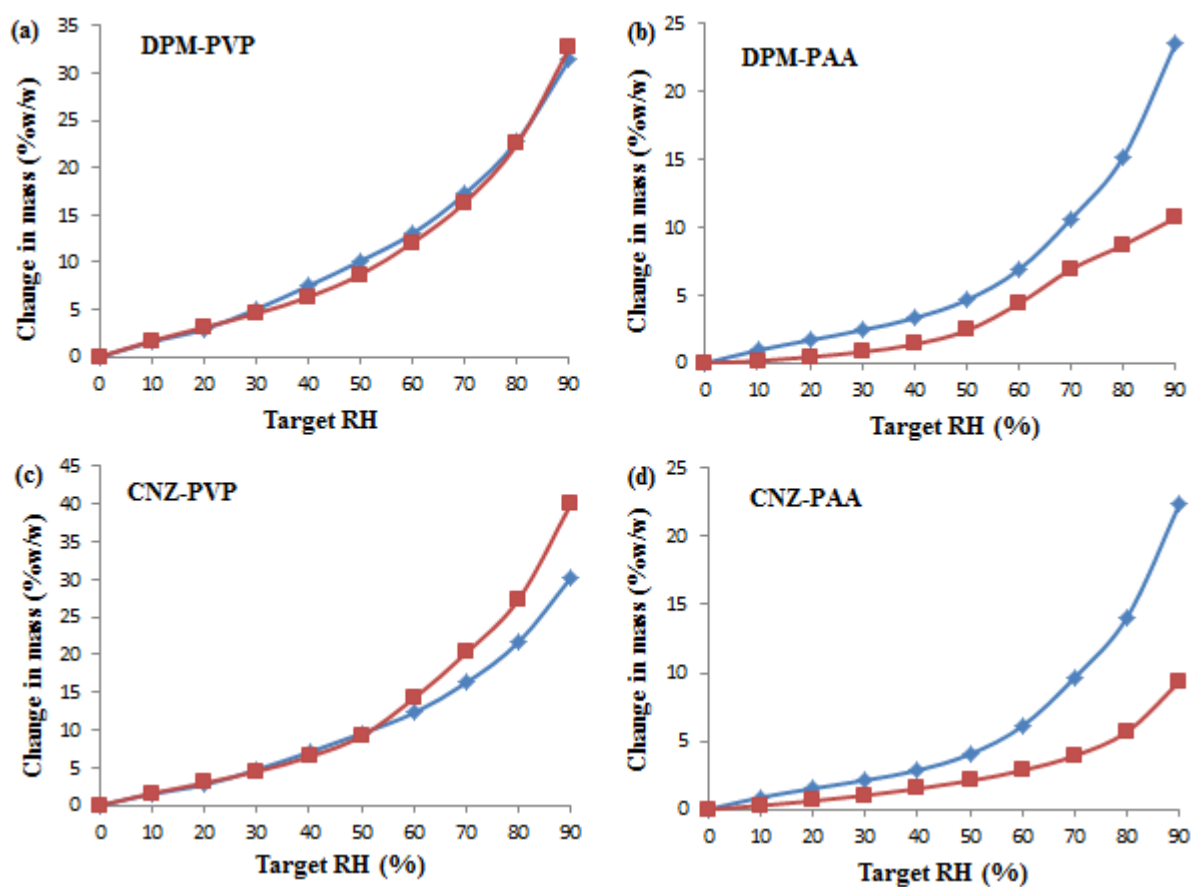 (a)
DPM-PVP
Change in mass (%w/w)
35
30
25
20
15
10
5
0
0 10 20 30 40 50 60 70 80 90
Target RH
(b)
DPM-PAA
Change in mass (%w/w)
25
20
15
10
5
0
0 10 20 30 40 50 60 70 80 90
Target RH (%)
(c)
CNZ-PVP
Change in mass (%w/w)
45
40
35
30
25
20
15
10
5
0
0 10 20 30 40 50 60 70 80 90
Target RH (%)
(d)
CNZ-PAA
Change in mass (%w/w)
25
20
15
10
5
0
0 10 20 30 40 50 60 70 80 90
Target RH (%)